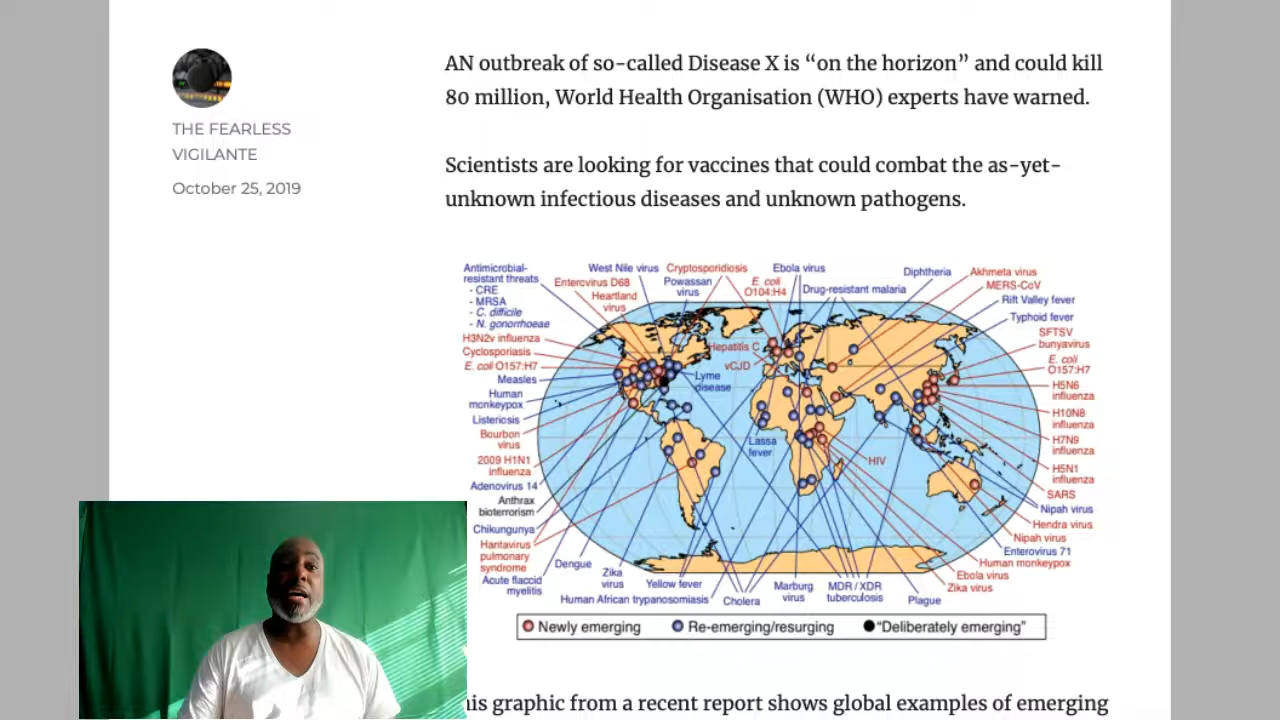 AN outbreak of so-called Disease X is “on the horizon” and could kill
80 million, World Health Organisation (WHO) experts have warned.
THE FEARLESS
VIGILANTE
October 25, 2019
Scientists are looking for vaccines that could combat the as-yet-
unknown infectious diseases and unknown pathogens.
Antimicrobial-
resistant threats
- CRE
- MRSA
- C. difficile
- N. gonorrhoeae
H3N2v influenza
Cyclosporiasis
E. coli O157:H7
Measles
Human
monkeypox
Listeriosis
Bourbon
virus
2009 H1N1
influenza
Adenovirus 14
Anthrax
bioterrorism
Chikungunya
Hantavirus
pulmonary
syndrome
Acute flaccid
myelitis
Enterovirus D68
Heartland
virus
West Nile virus
Cryptosporidiosis
Powassan
virus
E. coli
O104:H4
Ebola virus
Drug-resistant malaria
Diphtheria
Akhmeta virus
MERS-CoV
Rift Valley fever
Typhoid fever
SFTSV
bunyavirus
E. coli
O157:H7
H5N6
influenza
H10N8
influenza
H7N9
influenza
H5N1
influenza
SARS
Nipah virus
Hendra virus
Nipah virus
Enterovirus 71
Human monkeypox
Ebola virus
Zika virus
Hepatitis C
vCJD
Lyme
disease
Lassa
fever
HIV
Dengue
Zika
virus
Yellow fever
Human African trypanosomiasis
Cholera
Marburg
virus
MDR / XDR
tuberculosis
Plague
Newly emerging
Re-emerging/resurging
“Deliberately emerging”
his graphic from a recent report shows global examples of emerging